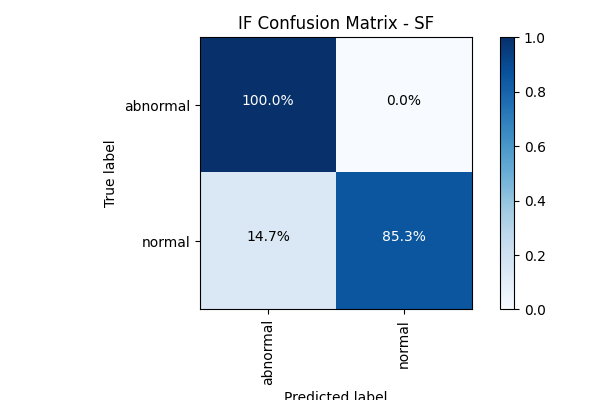 IF Confusion Matrix - SF
True label
abnormal
100.0%
0.0%
normal
14.7%
85.3%
abnormal
normal
Predicted label
1.0
0.8
0.6
0.4
0.2
0.0